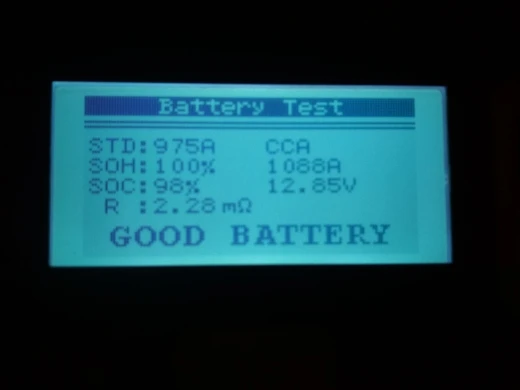 Battery Test
STD:975A CCA
SOH:100% 1088A
SOC:98% 12.85V
R :2.28mΩ
GOOD BATTERY